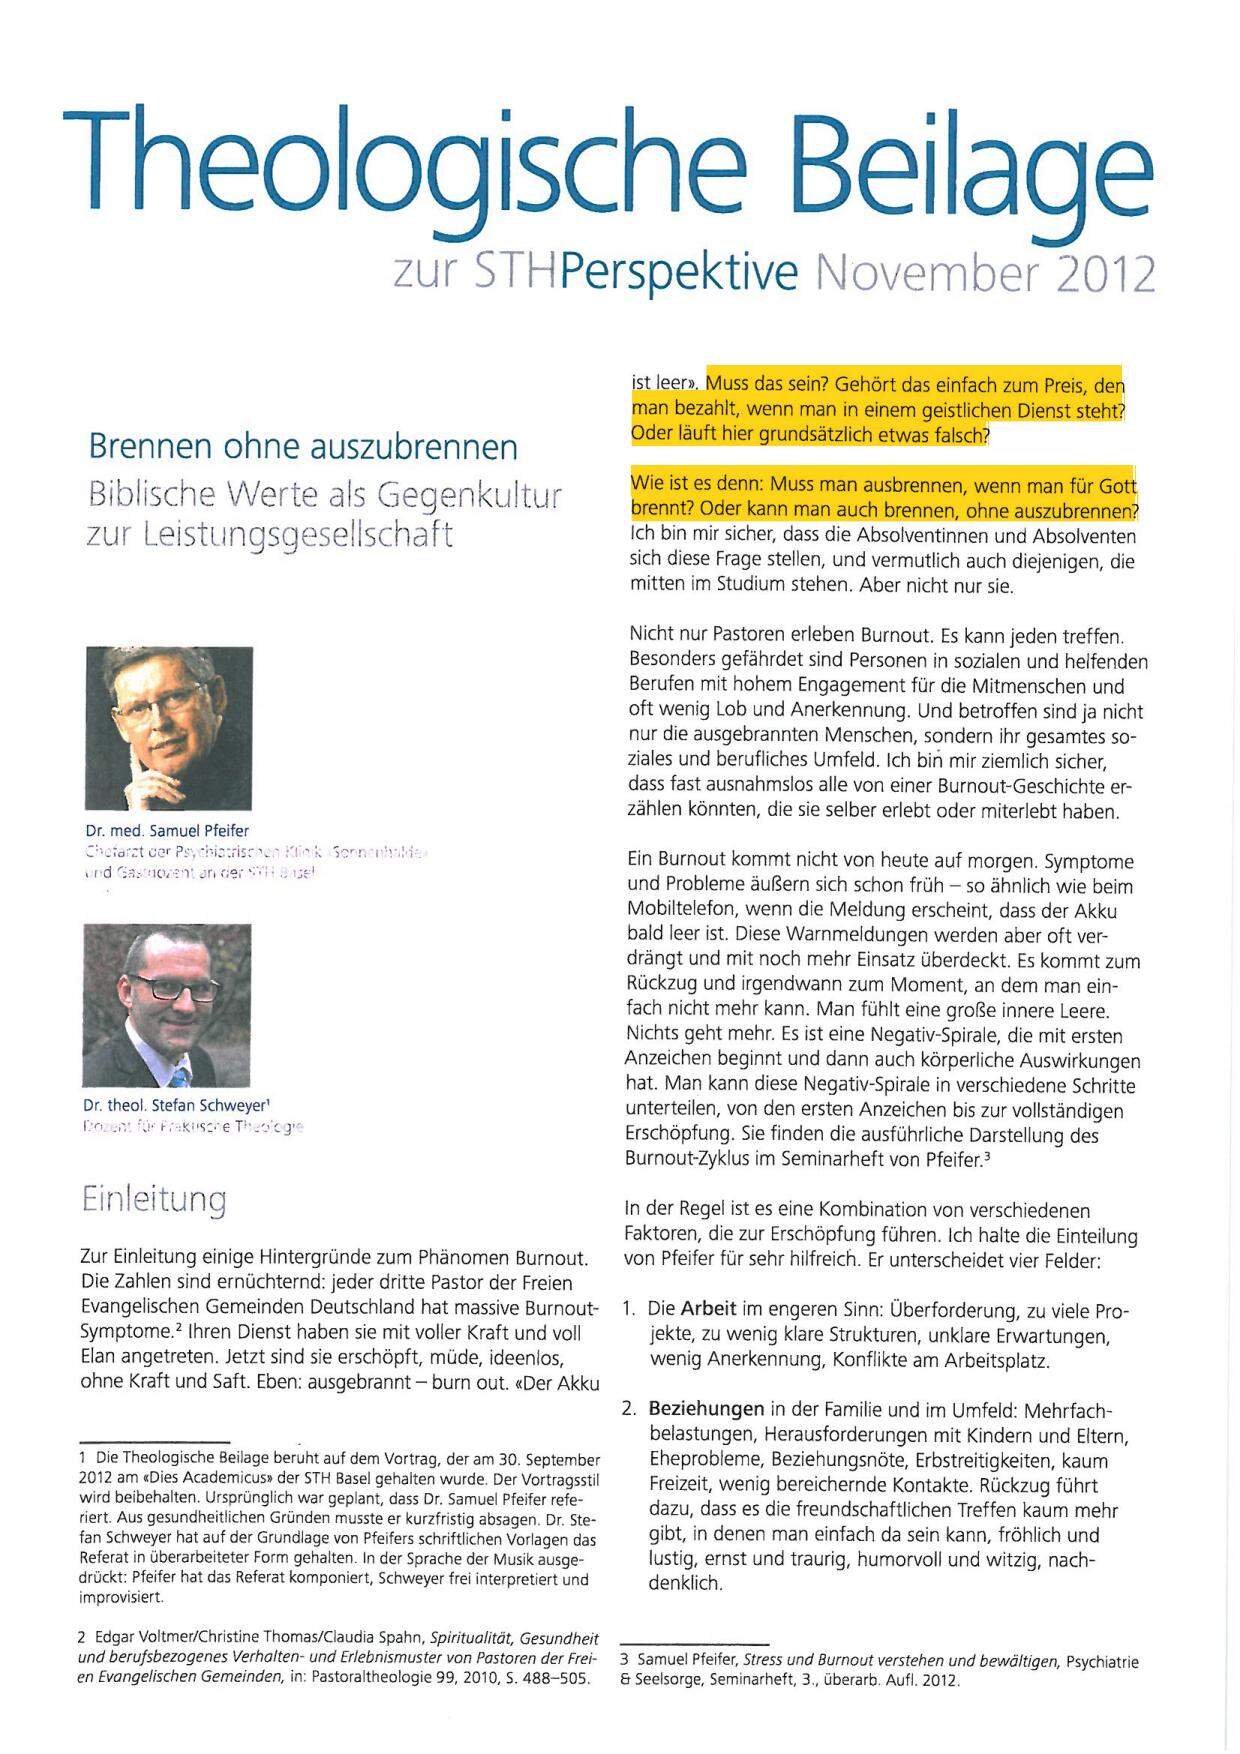 Theologische Beilage
zur STHPerspektive November 2012
Brennen ohne auszubrennen
Biblische Werte als Gegenkultur
zur Leistungsgesellschaft
Dr. med. Samuel Pfeifer
Chefarzt der Psychiatrischen Klinik Sonnenhalde
und Gastdozent an der STH Basel
Dr. theol. Stefan Schweyer¹
Dozent für Praktische Theologie
Einleitung
Zur Einleitung einige Hintergründe zum Phänomen Burnout.
Die Zahlen sind ernüchternd: jeder dritte Pastor der Freien
Evangelischen Gemeinden Deutschland hat massive Burnout-
Symptome.² Ihren Dienst haben sie mit voller Kraft und voll
Elan angetreten. Jetzt sind sie erschöpft, müde, ideenlos,
ohne Kraft und Saft. Eben: ausgebrannt – burn out. «Der Akku
1 Die Theologische Beilage beruht auf dem Vortrag, der am 30. September
2012 am «Dies Academicus» der STH Basel gehalten wurde. Der Vortragsstil
wird beibehalten. Ursprünglich war geplant, dass Dr. Samuel Pfeifer refe-
riert. Aus gesundheitlichen Gründen musste er kurzfristig absagen. Dr. Ste-
fan Schweyer hat auf der Grundlage von Pfeifers schriftlichen Vorlagen das
Referat in überarbeiteter Form gehalten. In der Sprache der Musik ausge-
drückt: Pfeifer hat das Referat komponiert, Schweyer frei interpretiert und
improvisiert.
2 Edgar Voltmer/Christine Thomas/Claudia Spahn, Spiritualität, Gesundheit
und berufsbezogenes Verhalten- und Erlebnismuster von Pastoren der Frei-
en Evangelischen Gemeinden, in: Pastoraltheologie 99, 2010, S. 488–505.
ist leer». Muss das sein? Gehört das einfach zum Preis, den
man bezahlt, wenn man in einem geistlichen Dienst steht?
Oder läuft hier grundsätzlich etwas falsch?
Wie ist es denn: Muss man ausbrennen, wenn man für Gott
brennt? Oder kann man auch brennen, ohne auszubrennen?
Ich bin mir sicher, dass die Absolventinnen und Absolventen
sich diese Frage stellen, und vermutlich auch diejenigen, die
mitten im Studium stehen. Aber nicht nur sie.
Nicht nur Pastoren erleben Burnout. Es kann jeden treffen.
Besonders gefährdet sind Personen in sozialen und helfenden
Berufen mit hohem Engagement für die Mitmenschen und
oft wenig Lob und Anerkennung. Und betroffen sind ja nicht
nur die ausgebrannten Menschen, sondern ihr gesamtes so-
ziales und berufliches Umfeld. Ich bin mir ziemlich sicher,
dass fast ausnahmslos alle von einer Burnout-Geschichte er-
zählen könnten, die sie selber erlebt oder miterlebt haben.
Ein Burnout kommt nicht von heute auf morgen. Symptome
und Probleme äußern sich schon früh – so ähnlich wie beim
Mobiltelefon, wenn die Meldung erscheint, dass der Akku
bald leer ist. Diese Warnmeldungen werden aber oft ver-
drängt und mit noch mehr Einsatz überdeckt. Es kommt zum
Rückzug und irgendwann zum Moment, an dem man ein-
fach nicht mehr kann. Man fühlt eine große innere Leere.
Nichts geht mehr. Es ist eine Negativ-Spirale, die mit ersten
Anzeichen beginnt und dann auch körperliche Auswirkungen
hat. Man kann diese Negativ-Spirale in verschiedene Schritte
unterteilen, von den ersten Anzeichen bis zur vollständigen
Erschöpfung. Sie finden die ausführliche Darstellung des
Burnout-Zyklus im Seminarheft von Pfeifer.³
In der Regel ist es eine Kombination von verschiedenen
Faktoren, die zur Erschöpfung führen. Ich halte die Einteilung
von Pfeifer für sehr hilfreich. Er unterscheidet vier Felder:
1. Die Arbeit im engeren Sinn: Überforderung, zu viele Pro-
jekte, zu wenig klare Strukturen, unklare Erwartungen,
wenig Anerkennung, Konflikte am Arbeitsplatz.
2. Beziehungen in der Familie und im Umfeld: Mehrfach-
belastungen, Herausforderungen mit Kindern und Eltern,
Eheprobleme, Beziehungsnöte, Erbstreitigkeiten, kaum
Freizeit, wenig bereichernde Kontakte. Rückzug führt
dazu, dass es die freundschaftlichen Treffen kaum mehr
gibt, in denen man einfach da sein kann, fröhlich und
lustig, ernst und traurig, humorvoll und witzig, nach-
denklich.
3 Samuel Pfeifer, Stress und Burnout verstehen und bewältigen, Psychiatrie
& Seelsorge, Seminarheft, 3., überarb. Aufl. 2012.